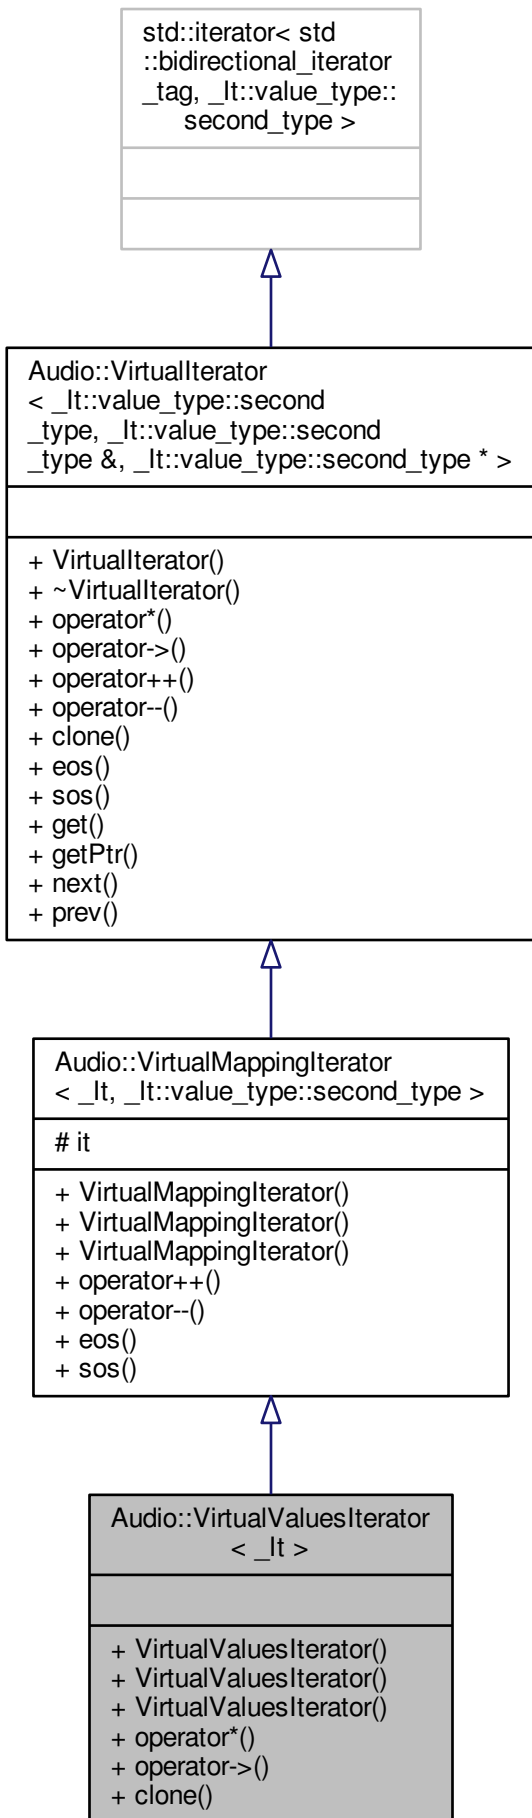 std::iterator< std
::bidirectional_iterator
_tag, _It::value_type::
second_type >
Audio::VirtualIterator
< _It::value_type::second
_type, _It::value_type::second
_type &, _It::value_type::second_type * >
+ VirtualIterator()
+ ~VirtualIterator()
+ operator*()
+ operator->()
+ operator++()
+ operator--()
+ clone()
+ eos()
+ sos()
+ get()
+ getPtr()
+ next()
+ prev()
Audio::VirtualMappingIterator
< _It, _It::value_type::second_type >
# it
+ VirtualMappingIterator()
+ VirtualMappingIterator()
+ VirtualMappingIterator()
+ operator++()
+ operator--()
+ eos()
+ sos()
Audio::VirtualValuesIterator
< _It >
+ VirtualValuesIterator()
+ VirtualValuesIterator()
+ VirtualValuesIterator()
+ operator*()
+ operator->()
+ clone()